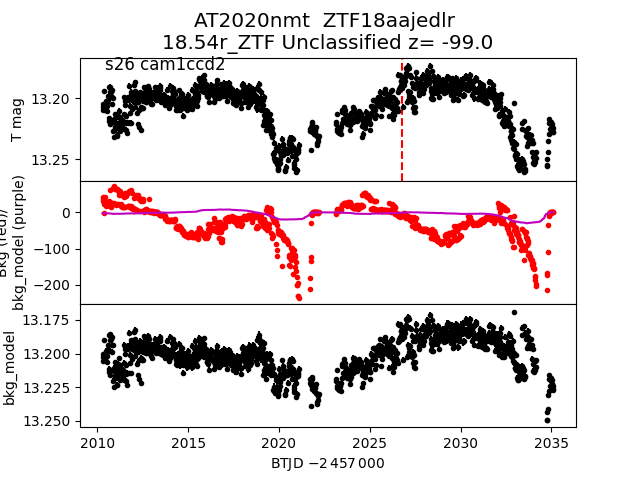 AT2020nmt  ZTF18aajedlr
18.54r_ZTF Unclassified z= -99.0
s26 cam1ccd2
T mag
13.20
13.25
Bkg (red)/
bkg_model (purple)
0
−100
−200
bkg_model
13.175
13.200
13.225
13.250
2010
2015
2020
2025
2030
2035
BTJD −2 457 000